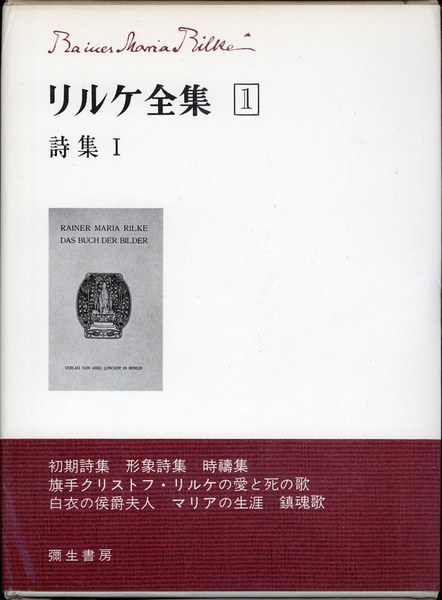 Rainer Maria Rilke
リルケ全集 1
詩集 I
RAINER MARIA RILKE
DAS BUCH DER BILDER
VERLAG VON AXEL JUNCKER IN BERLIN
初期詩集 形象詩集 時禱集
旗手クリストフ・リルケの愛と死の歌
白衣の侯爵夫人 マリアの生涯 鎮魂歌
彌生書房